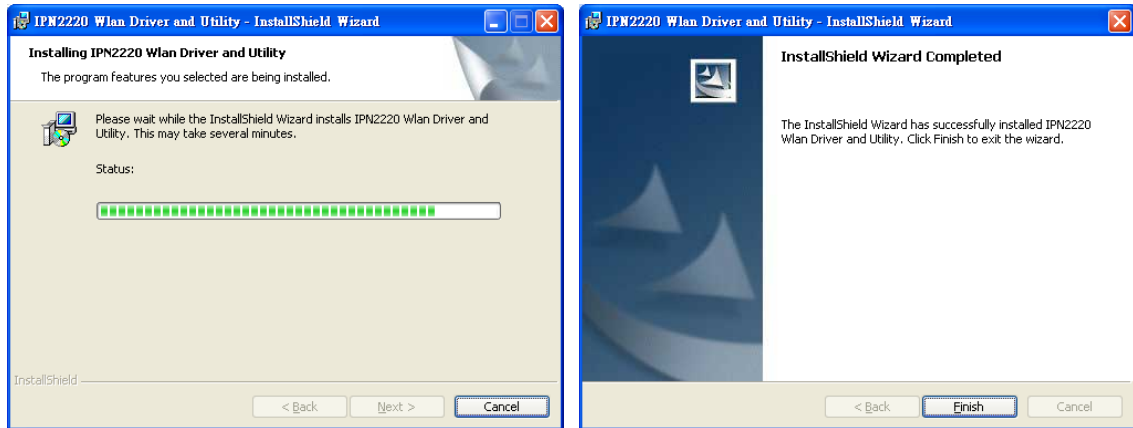 IPN2220 Wlan Driver and Utility - InstallShield Wizard
Installing IPN2220 Wlan Driver and Utility
The program features you selected are being installed.
Please wait while the InstallShield Wizard installs IPN2220 Wlan Driver and
Utility. This may take several minutes.
Status:
InstallShield
< Back
Next >
Cancel
IPN2220 Wlan Driver and Utility - InstallShield Wizard
InstallShield Wizard Completed
The InstallShield Wizard has successfully installed IPN2220
Wlan Driver and Utility. Click Finish to exit the wizard.
< Back
Finish
Cancel